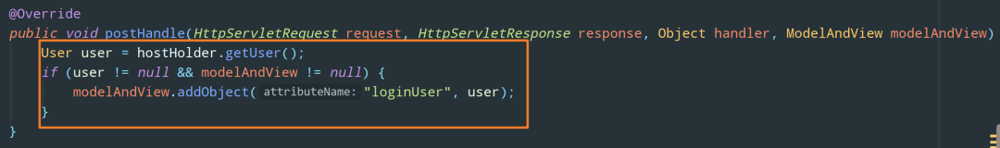 @Override
public void postHandle(HttpServletRequest request, HttpServletResponse response, Object handler, ModelAndView modelAndView)
User user = hostHolder.getUser();
if (user != null && modelAndView != null) {
modelAndView.addObject( attributeName: "loginUser", user);
}
}